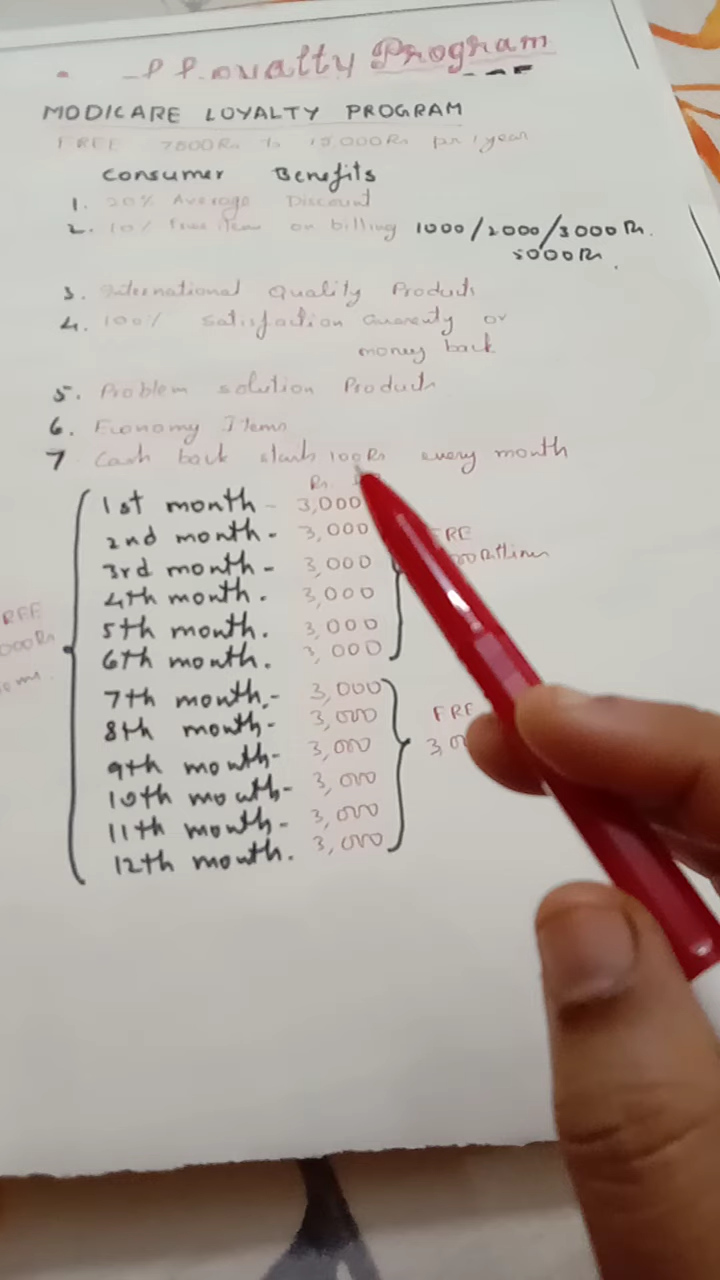 Loyalty Program
MODICARE LOYALTY PROGRAM
FREE 7500Rs to 15,000Rs pr/year
Consumer Benefits
1. 20% Average Discount
2. 10% free item on billing 1000/2000/3000 Rs.
5000Rs.
3. International Quality Products
4. 100% Satisfaction Guarenty or
money back
5. Problem solution Products
6. Economy Items
7 Cash back starts 100Rs every month
Rs.
1st month - 3,000
2nd month - 3,000
3rd month - 3,000
4th month. 3,000
5th month. 3,000
6th month. 3,000
7th month.- 3,000
8th month- 3,000
9th month- 3,000
10th month- 3,000
11th month- 3,000
12th month. 3,000
FRE